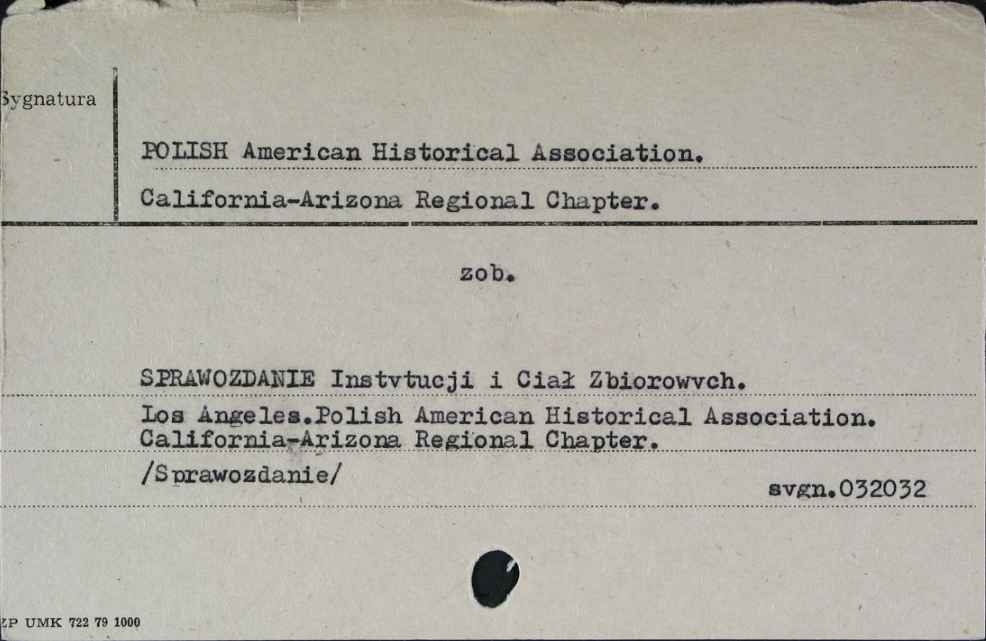 Sygnatura
POLISH American Historical Association.
California-Arizona Regional Chapter.
zob.
SPRAWOZDANIE Instytucji i Ciał Zbiorowych.
Los Angeles.Polish American Historical Association.
California-Arizona Regional Chapter.
/Sprawozdanie/
sygn.032032
ZP UMK 722 79 1000